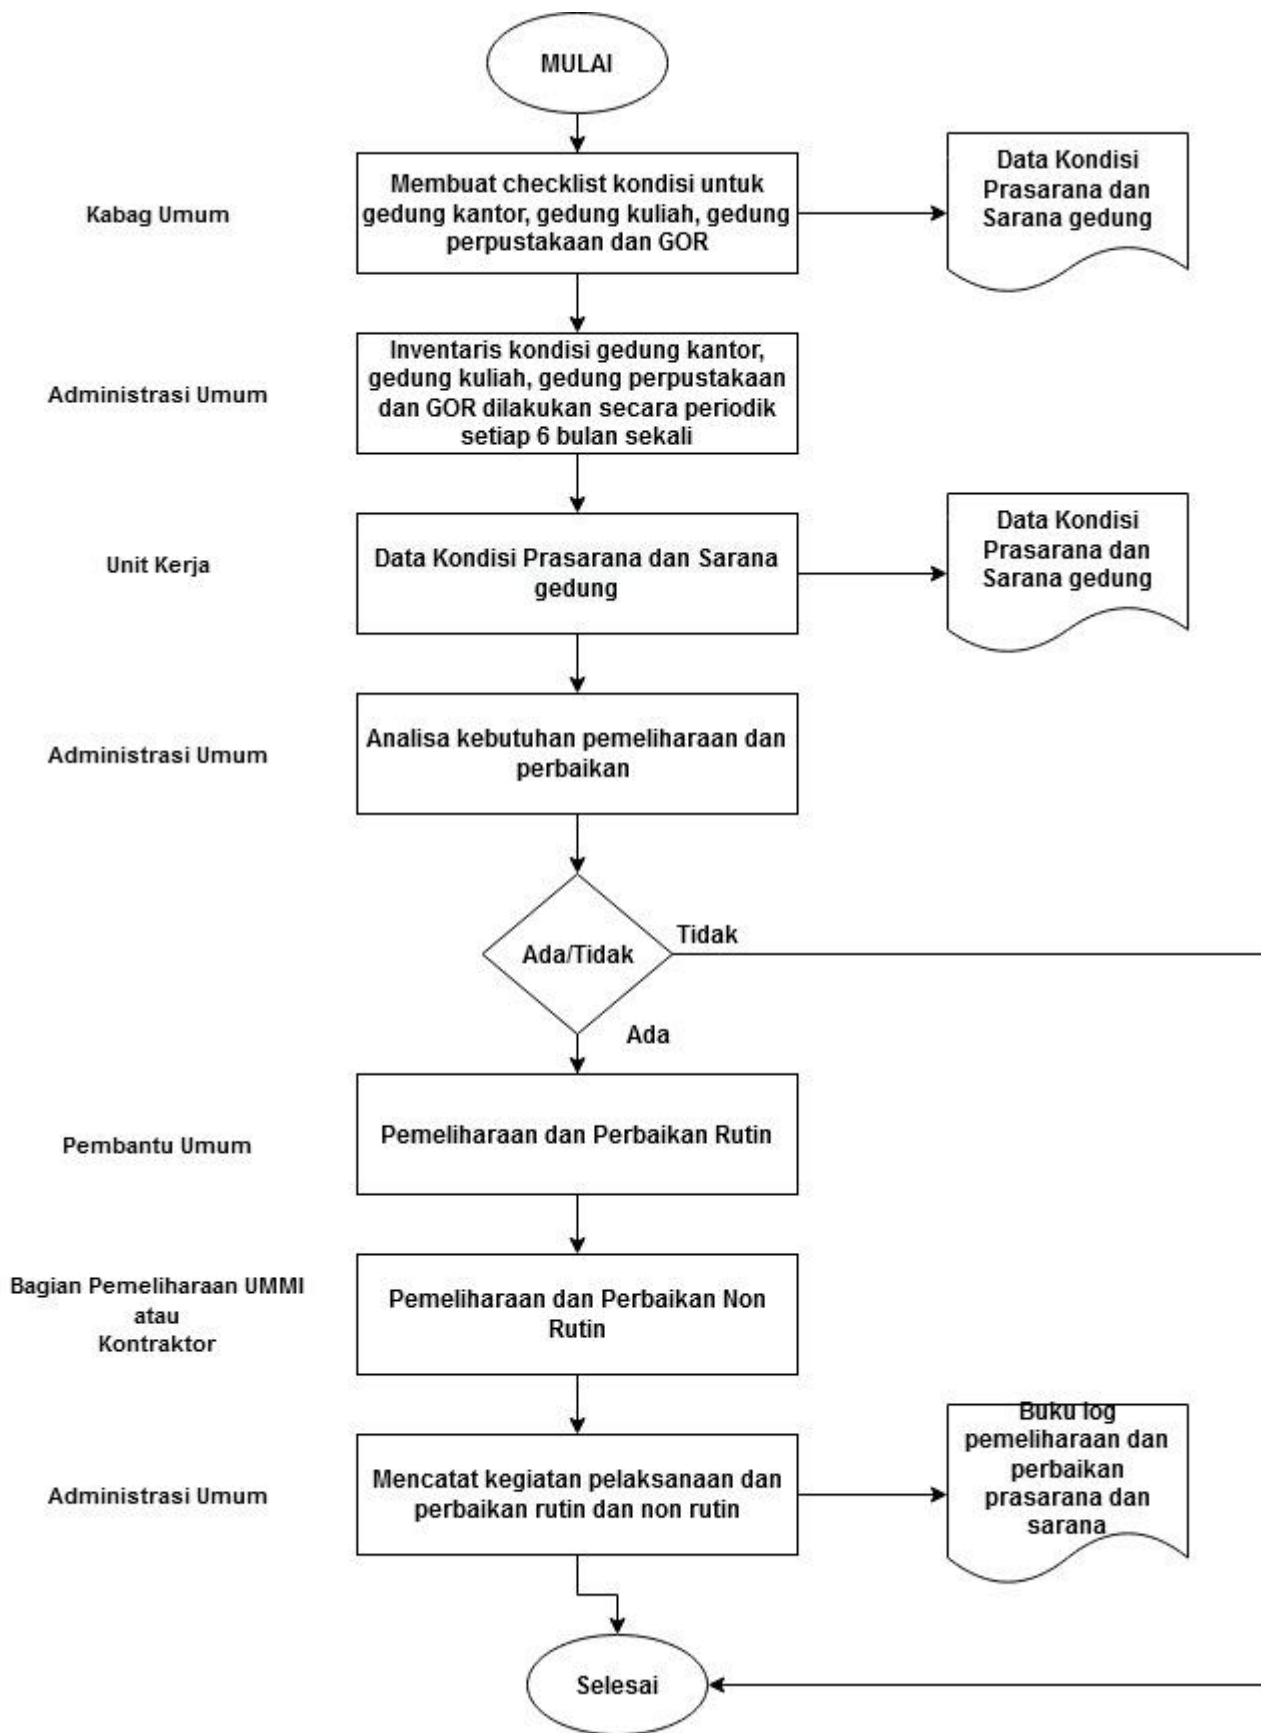 MULAI
Kabag Umum
Membuat checklist kondisi untuk
gedung kantor, gedung kuliah, gedung
perpustakaan dan GOR
Data Kondisi
Prasarana dan
Sarana gedung
Administrasi Umum
Inventaris kondisi gedung kantor,
gedung kuliah, gedung perpustakaan
dan GOR dilakukan secara periodik
setiap 6 bulan sekali
Unit Kerja
Data Kondisi Prasarana dan Sarana
gedung
Data Kondisi
Prasarana dan
Sarana gedung
Administrasi Umum
Analisa kebutuhan pemeliharaan dan
perbaikan
Ada/Tidak
Tidak
Ada
Pembantu Umum
Pemeliharaan dan Perbaikan Rutin
Bagian Pemeliharaan UMMI
atau
Kontraktor
Pemeliharaan dan Perbaikan Non
Rutin
Administrasi Umum
Mencatat kegiatan pelaksanaan dan
perbaikan rutin dan non rutin
Buku log
pemeliharaan dan
perbaikan
prasarana dan
sarana
Selesai